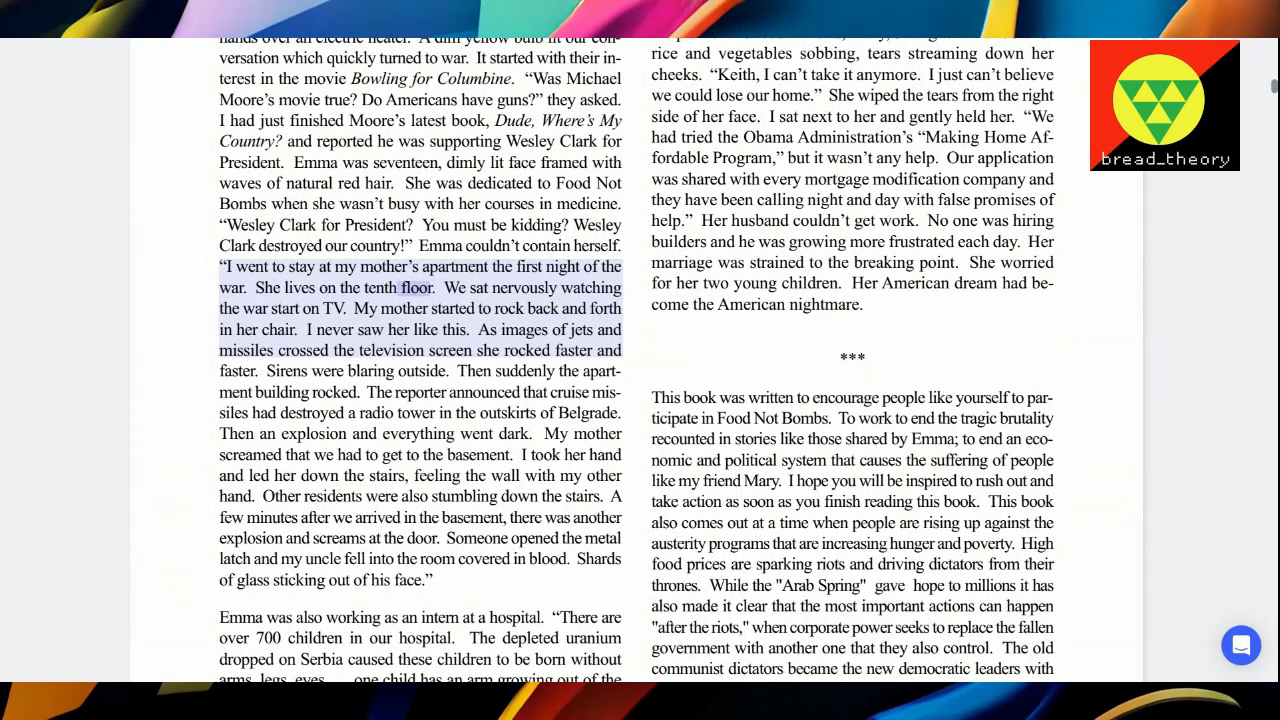 hands over an electric heater.  A dim yellow bulb lit our con-
versation which quickly turned to war.  It started with their in-
terest in the movie Bowling for Columbine.  “Was Michael
Moore’s movie true? Do Americans have guns?” they asked.
I had just finished Moore’s latest book, Dude, Where’s My
Country? and reported he was supporting Wesley Clark for
President.  Emma was seventeen, dimly lit face framed with
waves of natural red hair.  She was dedicated to Food Not
Bombs when she wasn’t busy with her courses in medicine.
“Wesley Clark for President?  You must be kidding? Wesley
Clark destroyed our country!”  Emma couldn’t contain herself.
“I went to stay at my mother’s apartment the first night of the
war.  She lives on the tenth floor.  We sat nervously watching
the war start on TV.  My mother started to rock back and forth
in her chair.  I never saw her like this.  As images of jets and
missiles crossed the television screen she rocked faster and
faster.  Sirens were blaring outside.  Then suddenly the apart-
ment building rocked.  The reporter announced that cruise mis-
siles had destroyed a radio tower in the outskirts of Belgrade.
Then an explosion and everything went dark.  My mother
screamed that we had to get to the basement.  I took her hand
and led her down the stairs, feeling the wall with my other
hand.  Other residents were also stumbling down the stairs.  A
few minutes after we arrived in the basement, there was another
explosion and screams at the door.  Someone opened the metal
latch and my uncle fell into the room covered in blood.  Shards
of glass sticking out of his face.”
Emma was also working as an intern at a hospital.  “There are
over 700 children in our hospital.  The depleted uranium
dropped on Serbia caused these children to be born without
arms, legs, eyes ... one child has an arm growing out of the
rice and vegetables sobbing, tears streaming down her
cheeks.  “Keith, I can’t take it anymore.  I just can’t believe
we could lose our home.”  She wiped the tears from the right
side of her face.  I sat next to her and gently held her.  “We
had tried the Obama Administration’s “Making Home Af-
fordable Program,” but it wasn’t any help.  Our application
was shared with every mortgage modification company and
they have been calling night and day with false promises of
help.”  Her husband couldn’t get work.  No one was hiring
builders and he was growing more frustrated each day.  Her
marriage was strained to the breaking point.  She worried
for her two young children.  Her American dream had be-
come the American nightmare.
***
This book was written to encourage people like yourself to par-
ticipate in Food Not Bombs.  To work to end the tragic brutality
recounted in stories like those shared by Emma; to end an eco-
nomic and political system that causes the suffering of people
like my friend Mary.  I hope you will be inspired to rush out and
take action as soon as you finish reading this book.  This book
also comes out at a time when people are rising up against the
austerity programs that are increasing hunger and poverty.  High
food prices are sparking riots and driving dictators from their
thrones.  While the "Arab Spring"  gave  hope to millions it has
also made it clear that the most important actions can happen
"after the riots," when corporate power seeks to replace the fallen
government with another one that they also control.  The old
communist dictators became the new democratic leaders with
bread_theory